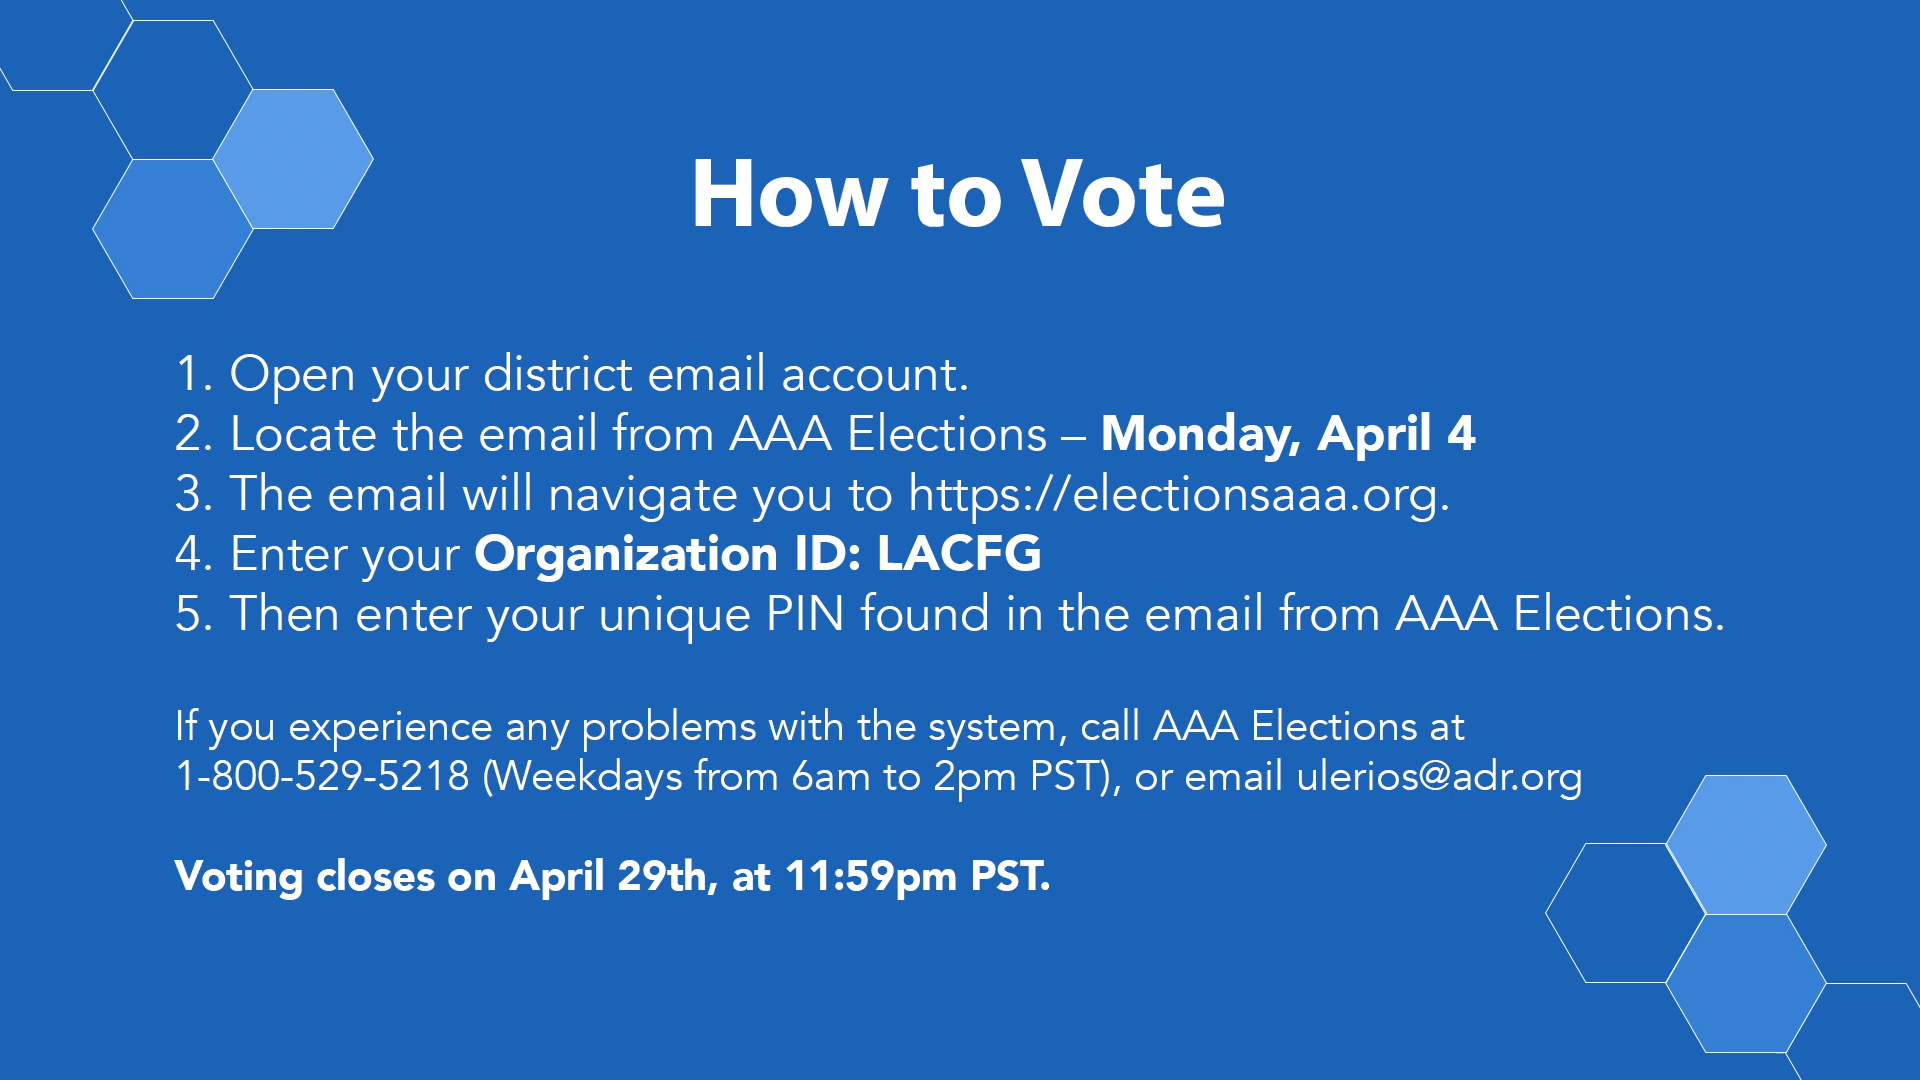 How to Vote
1. Open your district email account.
2. Locate the email from AAA Elections – Monday, April 4
3. The email will navigate you to https://electionsaaa.org.
4. Enter your Organization ID: LACFG
5. Then enter your unique PIN found in the email from AAA Elections.
If you experience any problems with the system, call AAA Elections at
1-800-529-5218 (Weekdays from 6am to 2pm PST), or email ulerios@adr.org
Voting closes on April 29th, at 11:59pm PST.